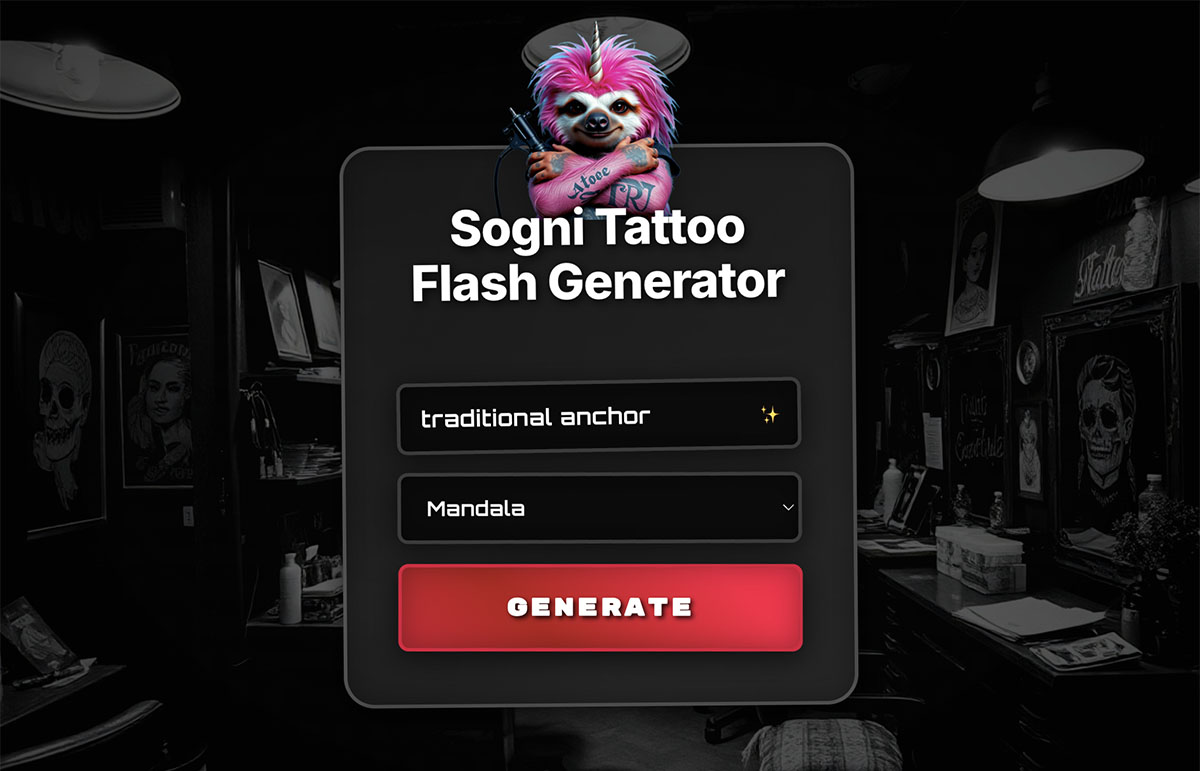 Sogni Tattoo
Flash Generator
traditional anchor
Mandala
GENERATE